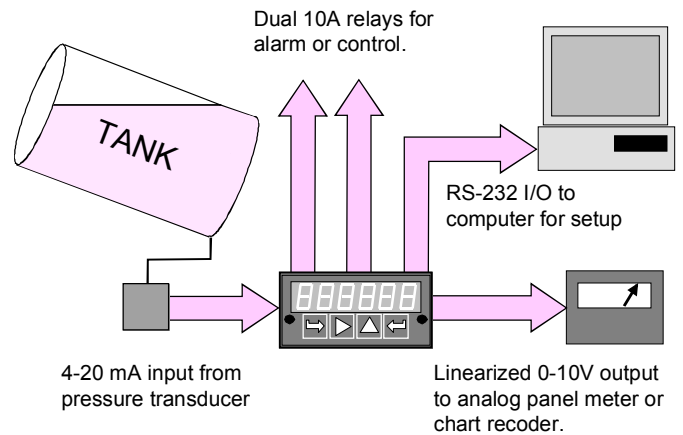 Dual 10A relays for
alarm or control.
TANK
RS-232 I/O to
computer for setup
888888
4-20 mA input from
pressure transducer
Linearized 0-10V output
to analog panel meter or
chart recoder.